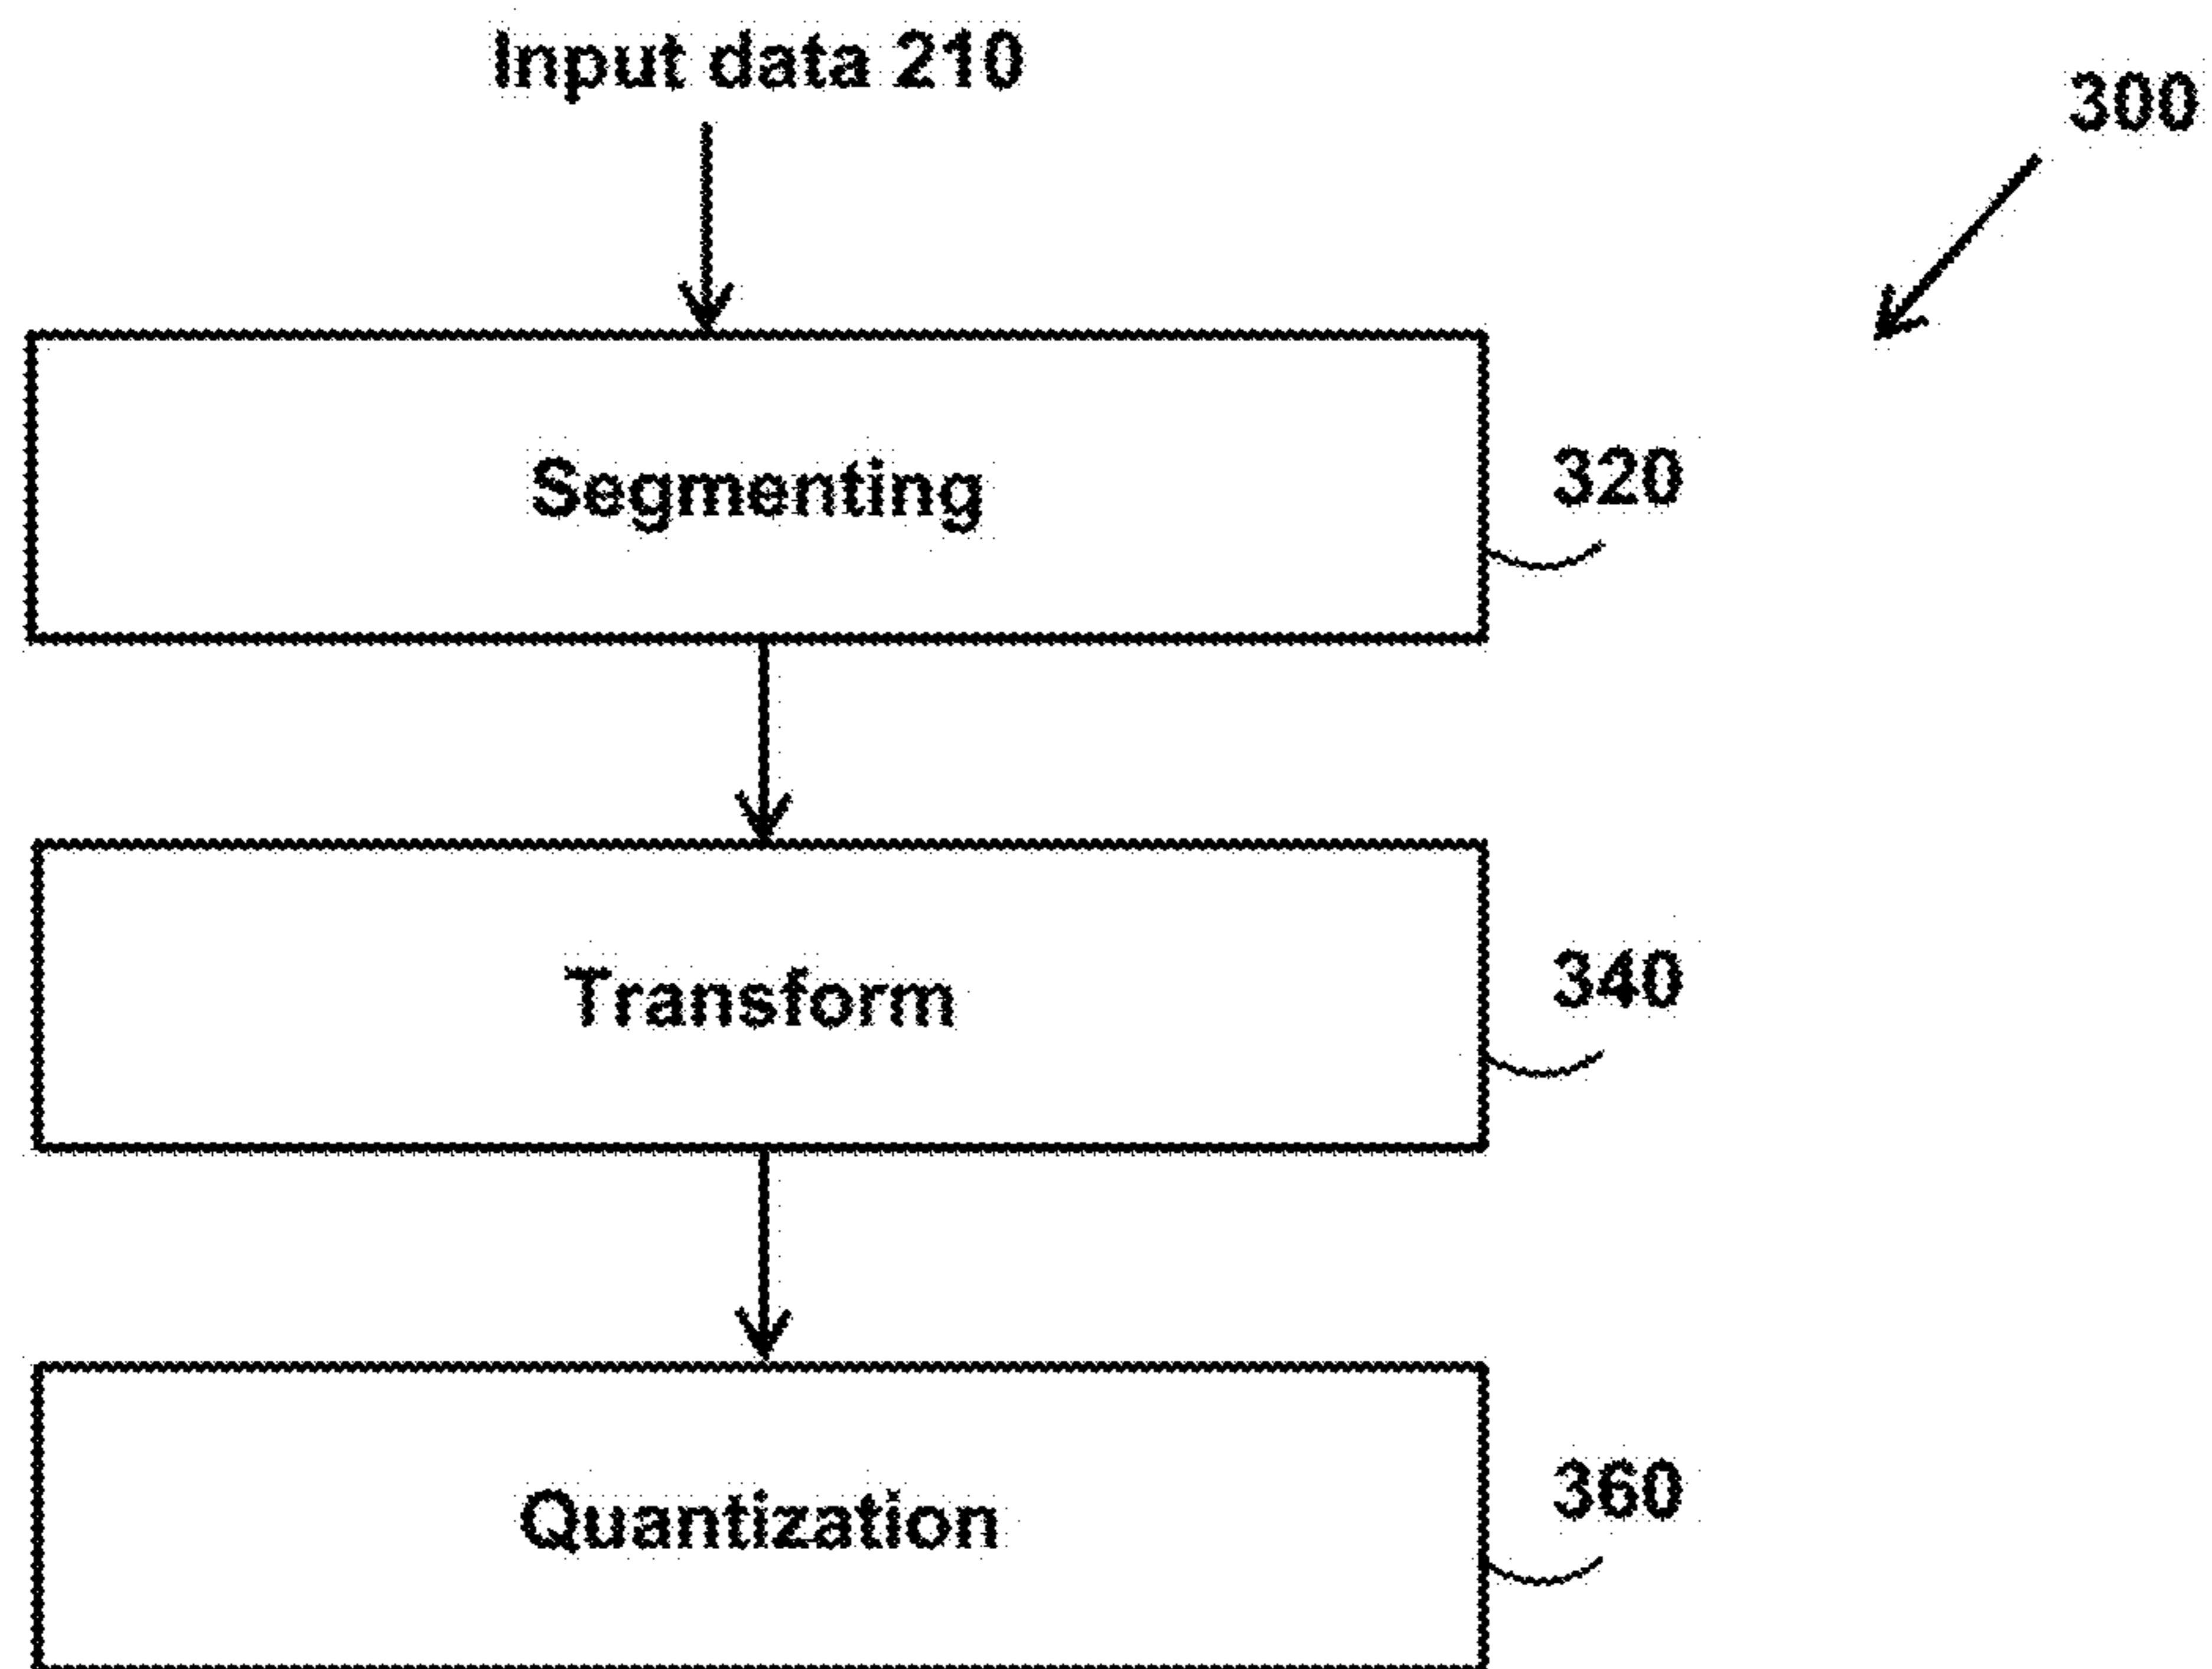 Input data 210
300
Segmenting
320
Transform
340
Quantization
360